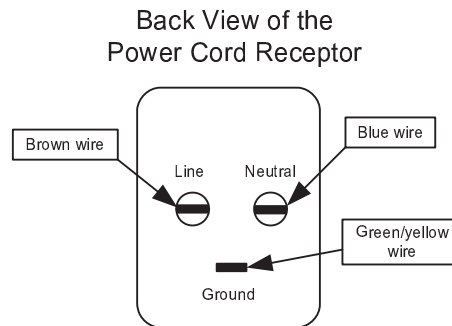 Back View of the
Power Cord Receptor
Brown wire
Blue wire
Line
Neutral
Green/yellow
wire
Ground